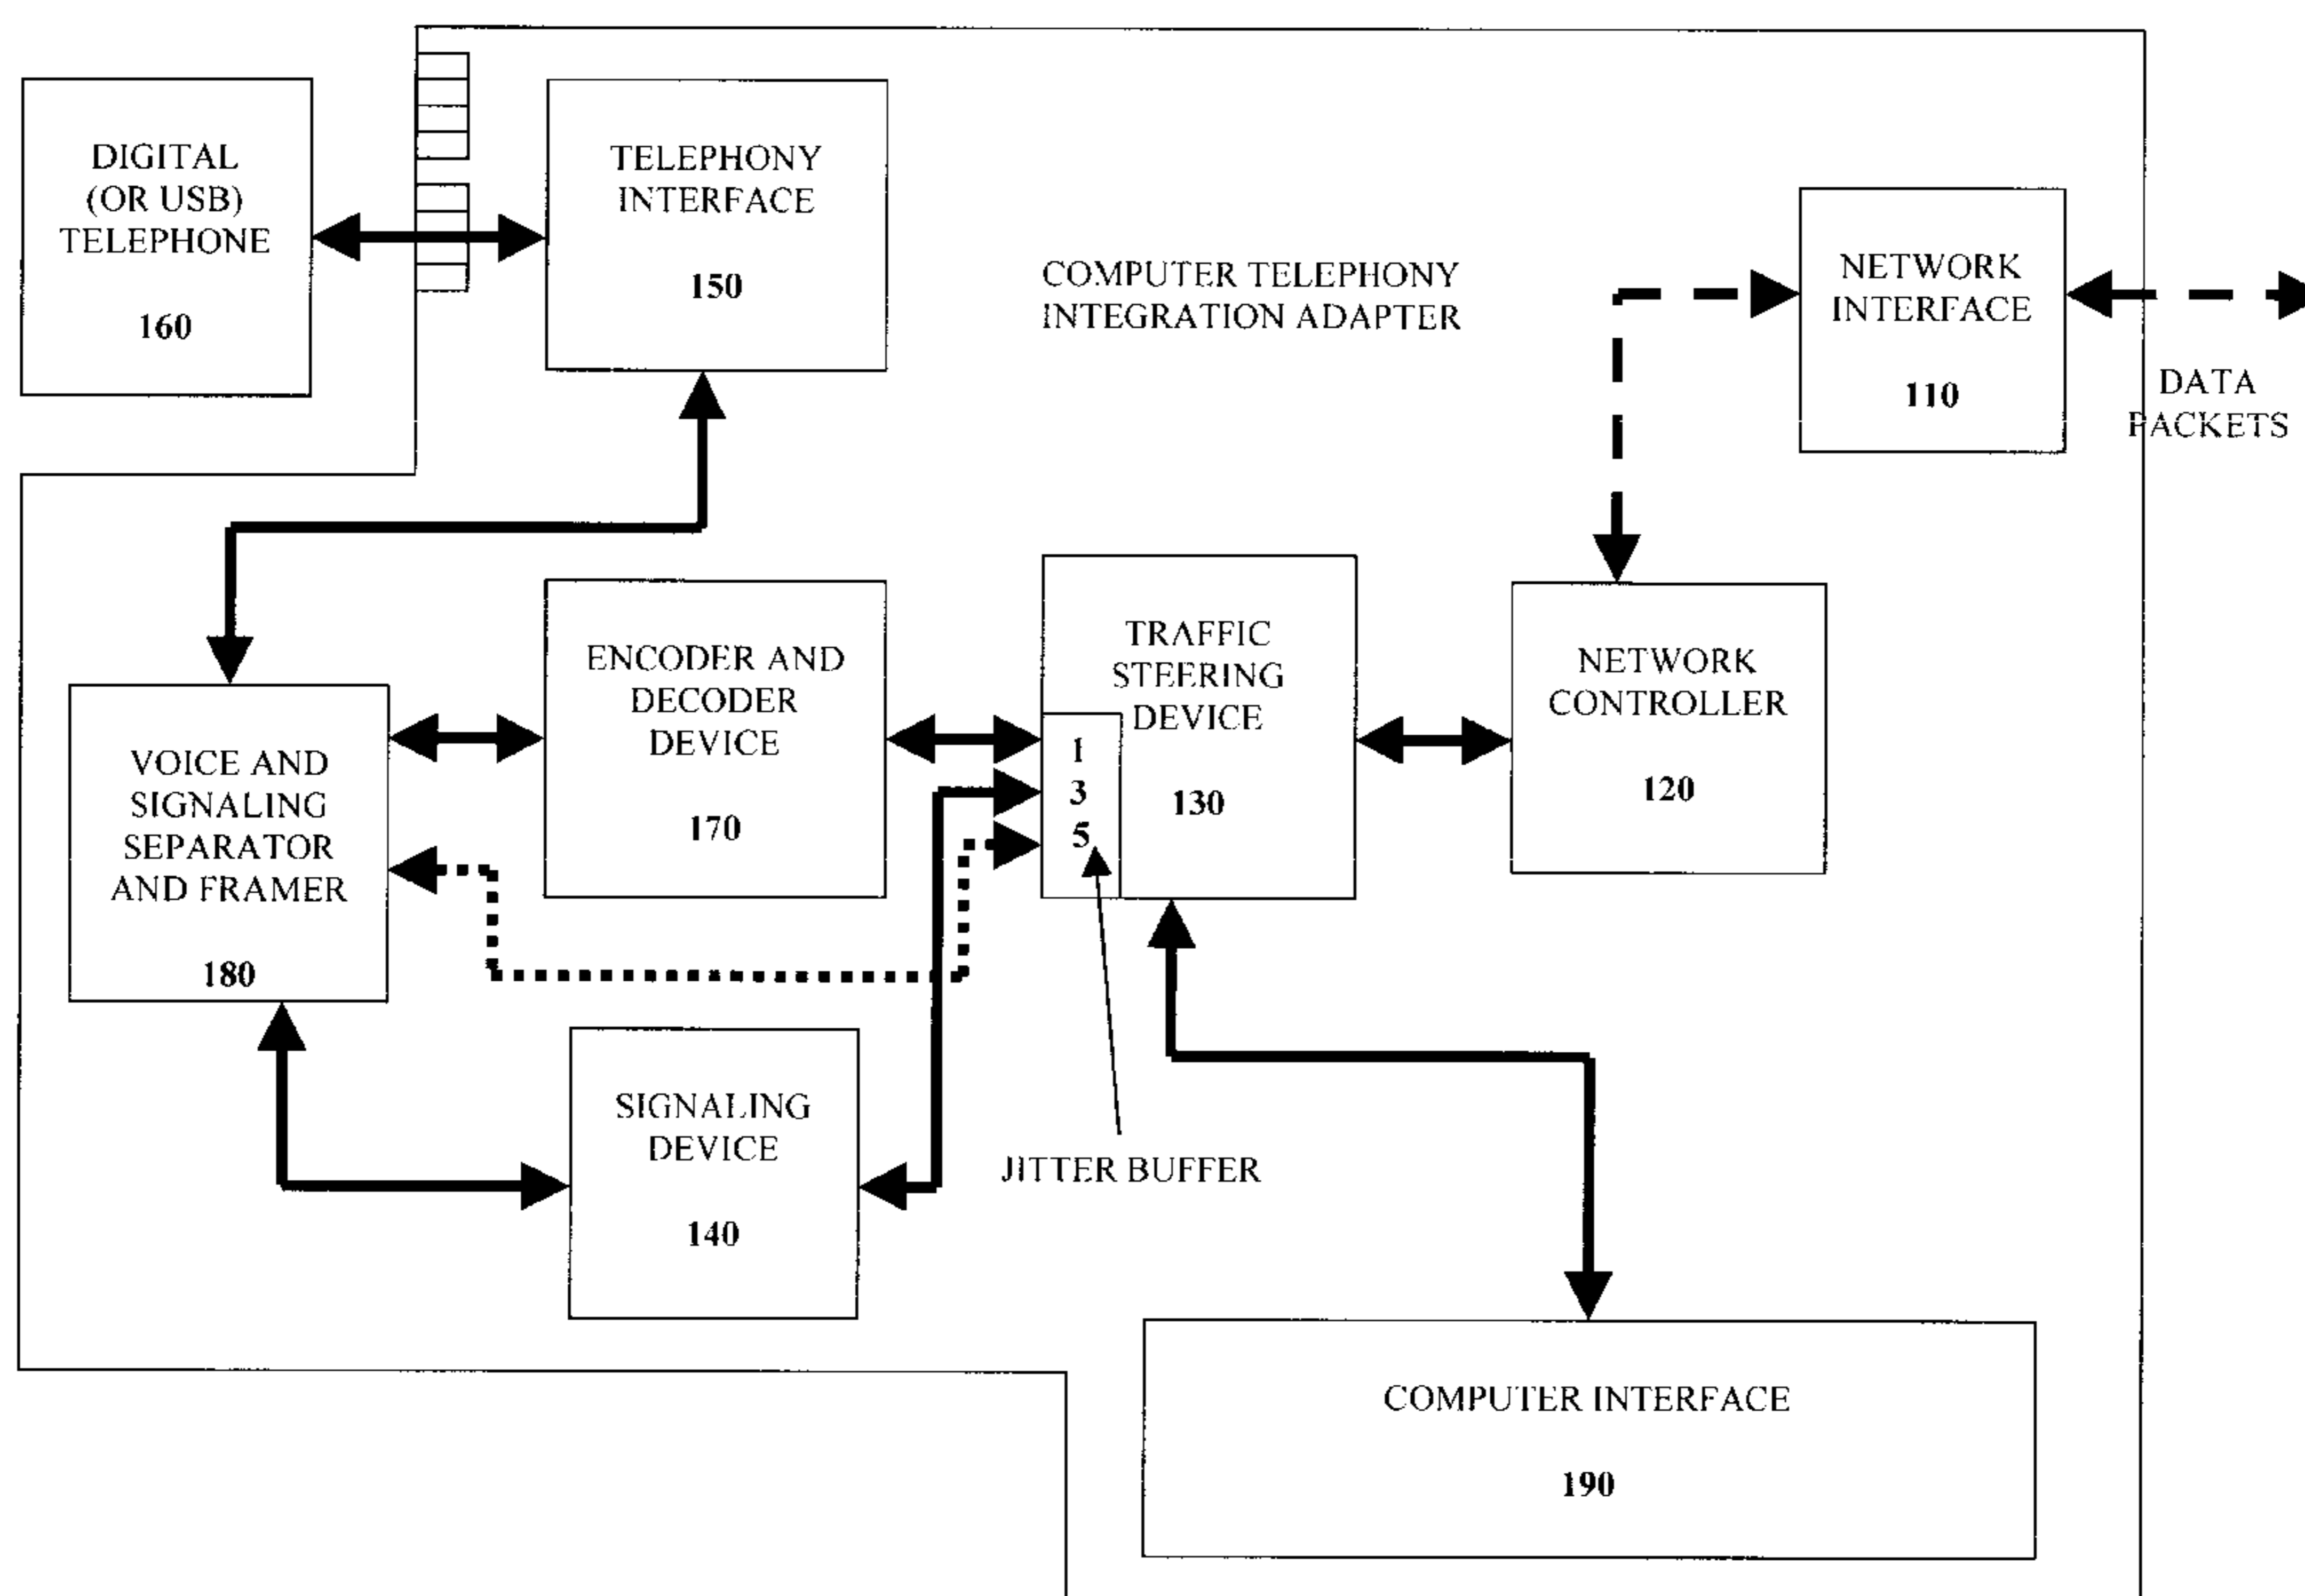 DIGITAL
(OR USB)
TELEPHONE
160
TELEPHONY
INTERFACE
150
COMPUTER TELEPHONY
INTEGRATION ADAPTER
NETWORK
INTERFACE
110
DATA
PACKETS
VOICE AND
SIGNALING
SEPARATOR
AND FRAMER
180
ENCODER AND
DECODER
DEVICE
170
TRAFFIC
STEERING
DEVICE
130
1
3
5
NETWORK
CONTROLLER
120
SIGNALING
DEVICE
140
JITTER BUFFER
COMPUTER INTERFACE
190